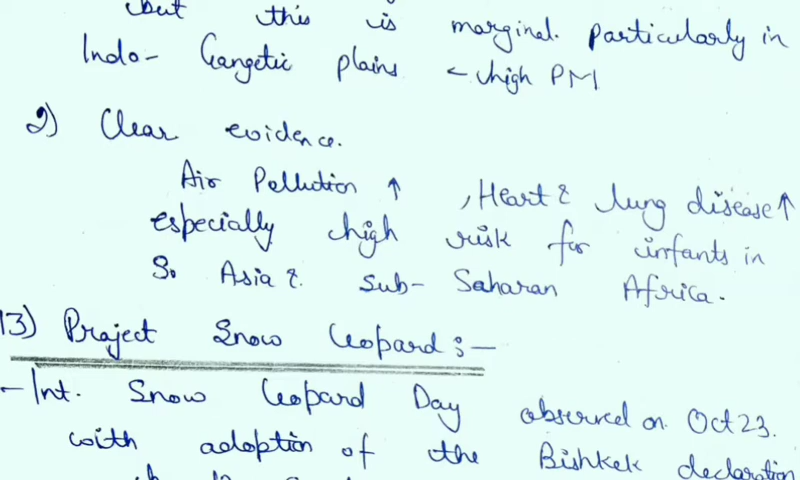 but this is marginal. particularly in
Indo- Gangetic plains ← high PM
2) Clear evidence.
Air Pollution ↑ , Heart & lung disease ↑
especially high risk for infants in
So Asia & Sub- Saharan Africa.
13) Project Snow Leopard :-
- Int. Snow Leopard Day observed on Oct 23.
with adoption of the Bishkek declaration